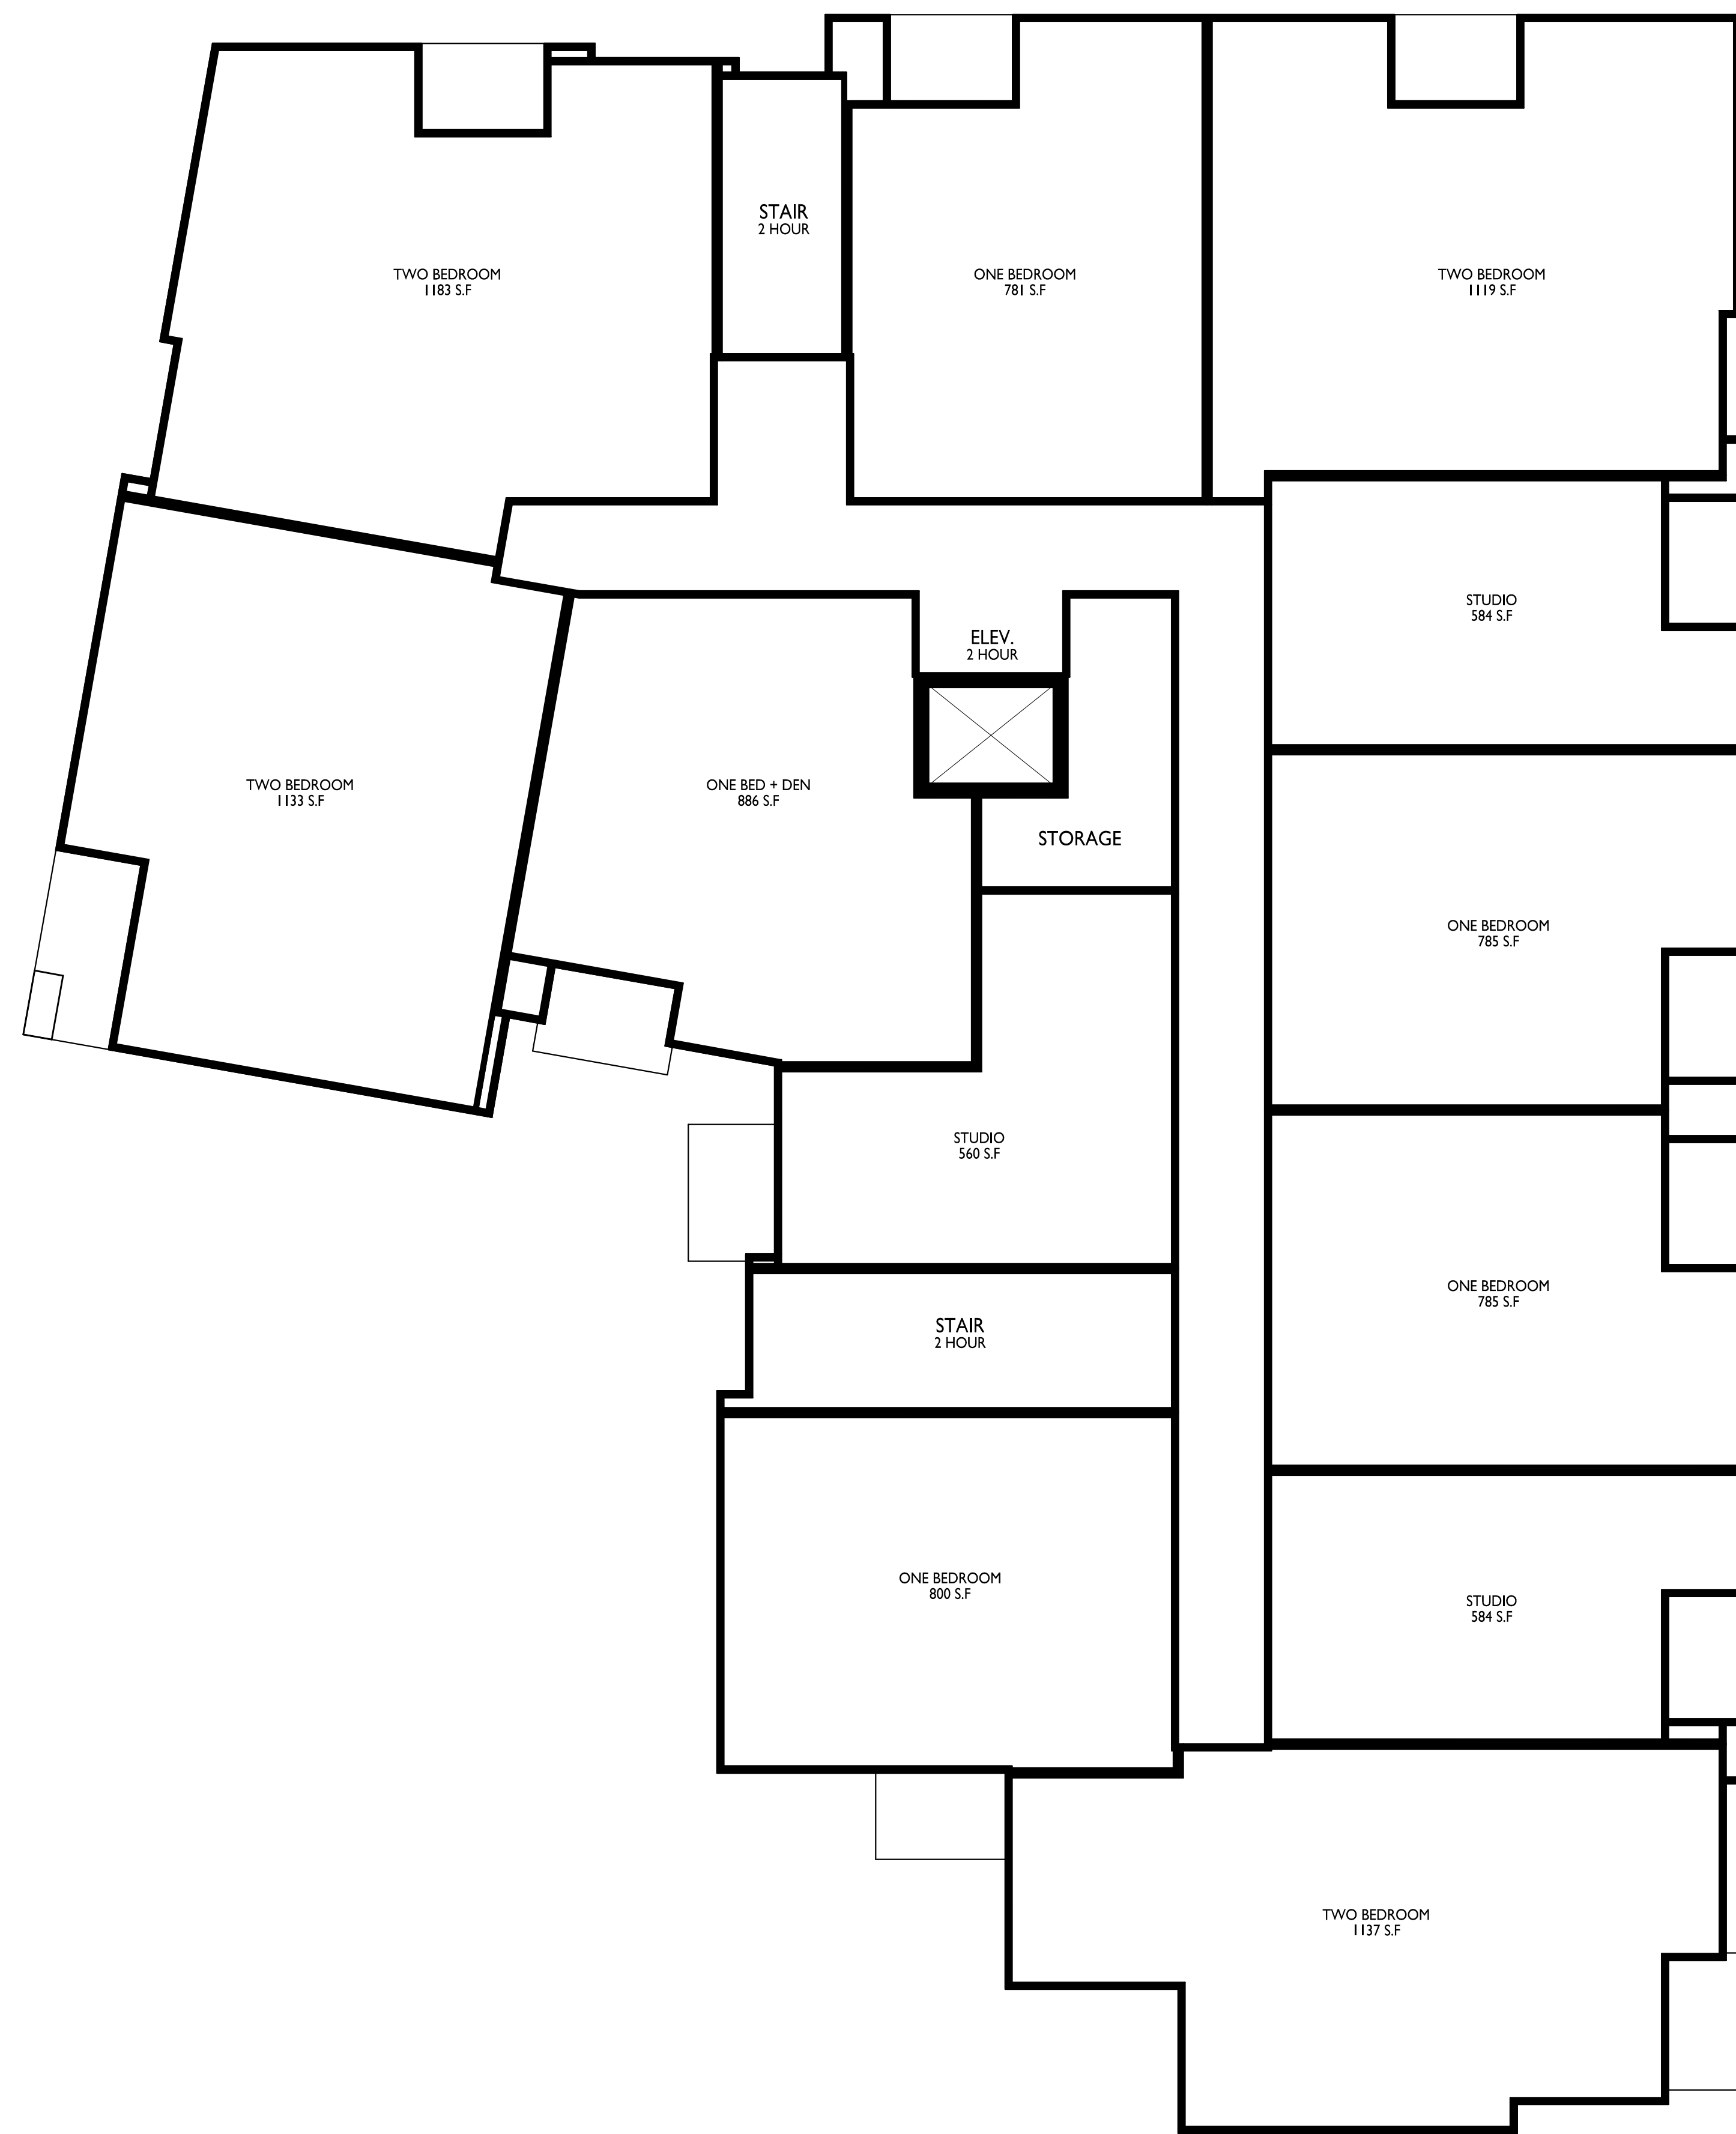 STAIR
2 HOUR
TWO BEDROOM
1183 S.F
ONE BEDROOM
781 S.F
TWO BEDROOM
1119 S.F
STUDIO
584 S.F
ELEV.
2 HOUR
TWO BEDROOM
1133 S.F
ONE BED + DEN
886 S.F
STORAGE
ONE BEDROOM
785 S.F
STUDIO
560 S.F
ONE BEDROOM
785 S.F
STAIR
2 HOUR
ONE BEDROOM
800 S.F
STUDIO
584 S.F
TWO BEDROOM
1137 S.F